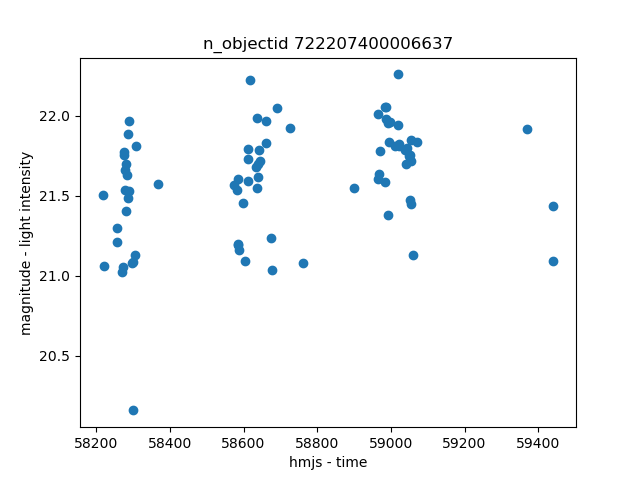 n_objectid 722207400006637
magnitude - light intensity
22.0
21.5
21.0
20.5
58200 58400 58600 58800 59000 59200 59400
hmjs - time